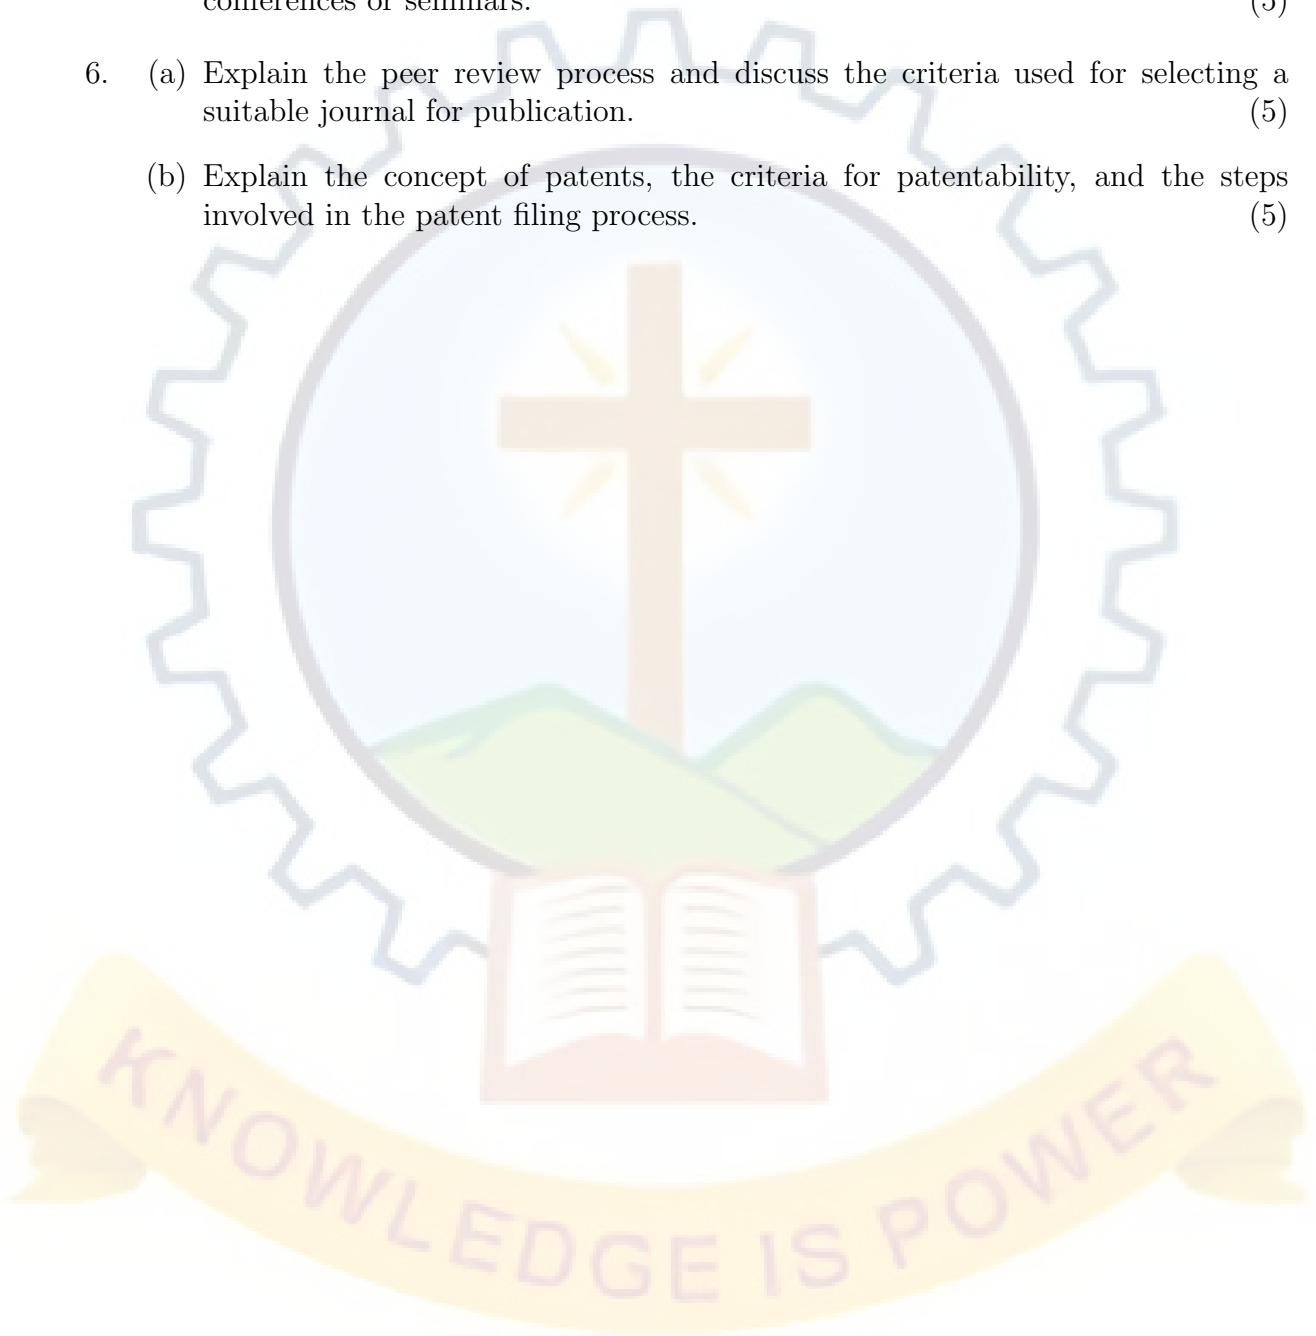 conferences or seminars. (5)
6. (a) Explain the peer review process and discuss the criteria used for selecting a
suitable journal for publication. (5)
(b) Explain the concept of patents, the criteria for patentability, and the steps
involved in the patent filing process. (5)
KNOWLEDGE IS POWER